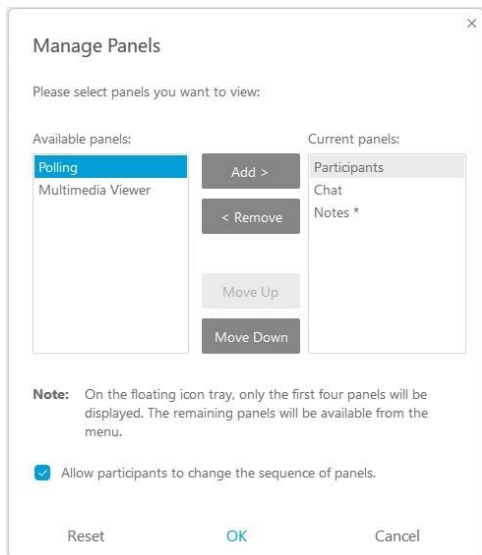 Manage Panels
Please select panels you want to view:
Available panels:
Current panels:
Polling
Multimedia Viewer
Add >
< Remove
Move Up
Move Down
Participants
Chat
Notes *
Note: On the floating icon tray, only the first four panels will be
displayed. The remaining panels will be available from the
menu.
Allow participants to change the sequence of panels.
Reset
OK
Cancel